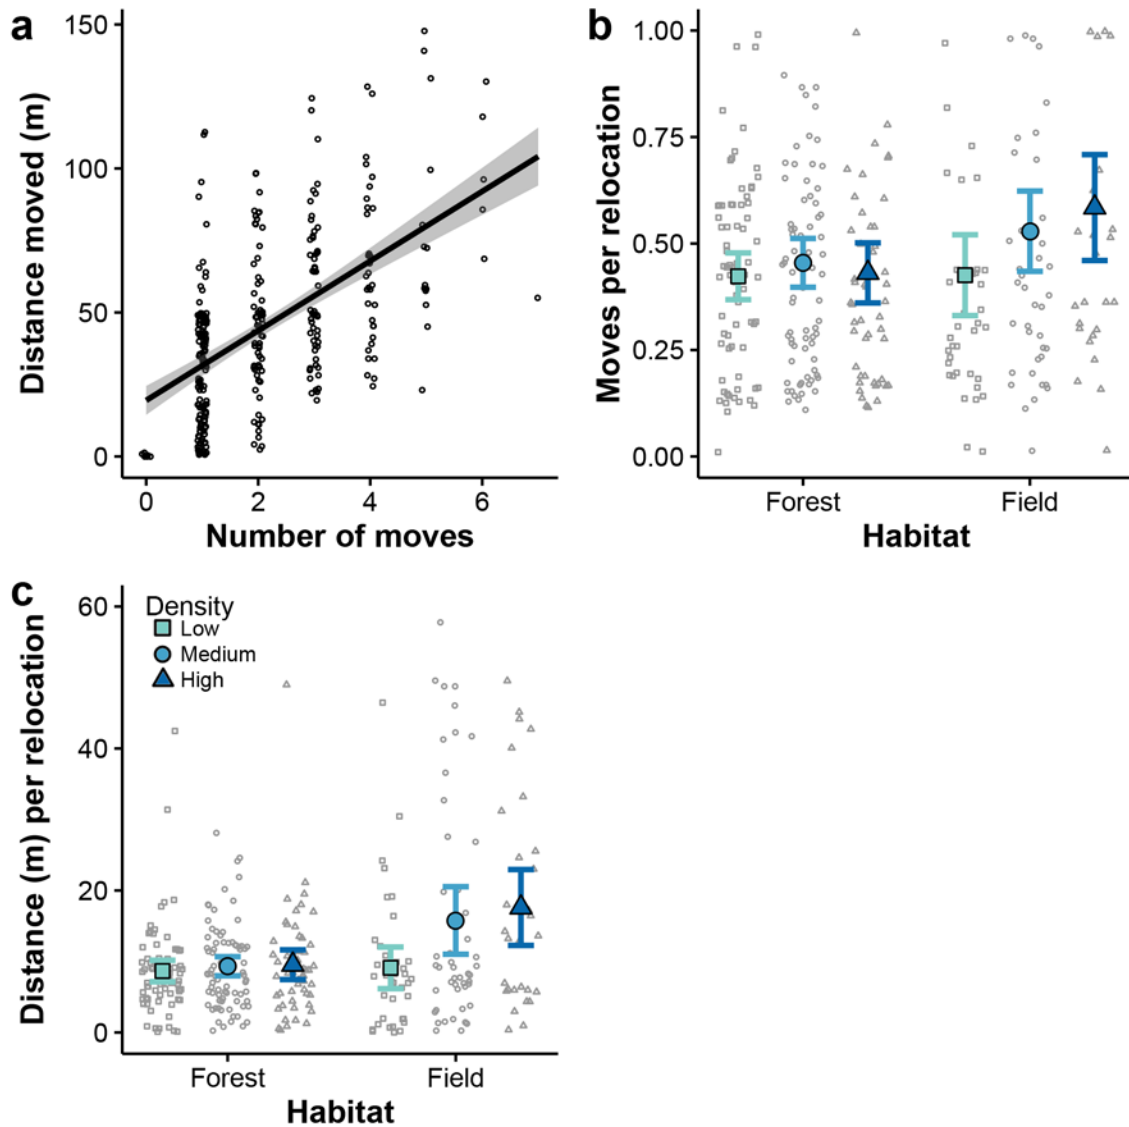 a
150
100
50
0
Distance moved (m)
0 2 4 6
Number of moves
b
1.00
0.75
0.50
0.25
0.00
Moves per relocation
Forest Field
Habitat
c
60
40
20
0
Distance (m) per relocation
Density
Low
Medium
High
Forest Field
Habitat